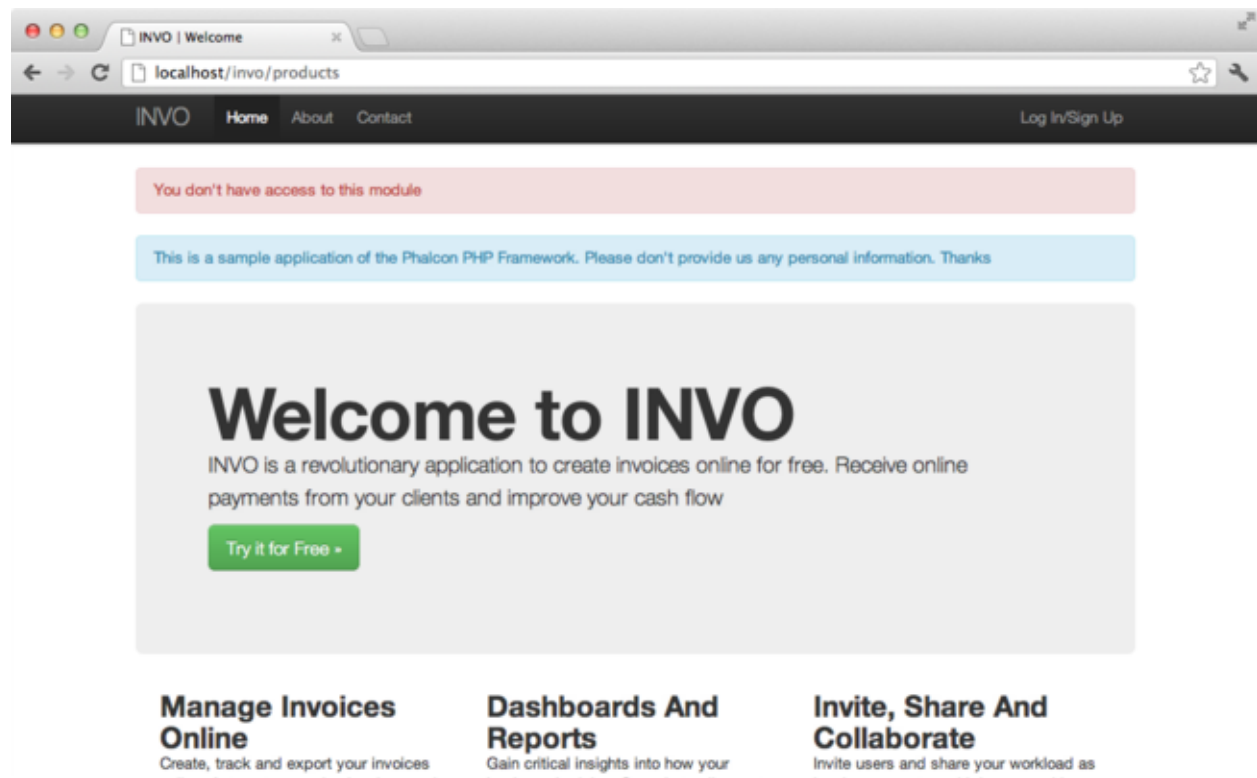 INVO | Welcome
localhost/invo/products
INVO Home About Contact Log In/Sign Up
You don't have access to this module
This is a sample application of the Phalcon PHP Framework. Please don't provide us any personal information. Thanks
Welcome to INVO
INVO is a revolutionary application to create invoices online for free. Receive online
payments from your clients and improve your cash flow
Try it for Free »
Manage Invoices
Online
Create, track and export your invoices
Dashboards And
Reports
Gain critical insights into how your
Invite, Share And
Collaborate
Invite users and share your workload as